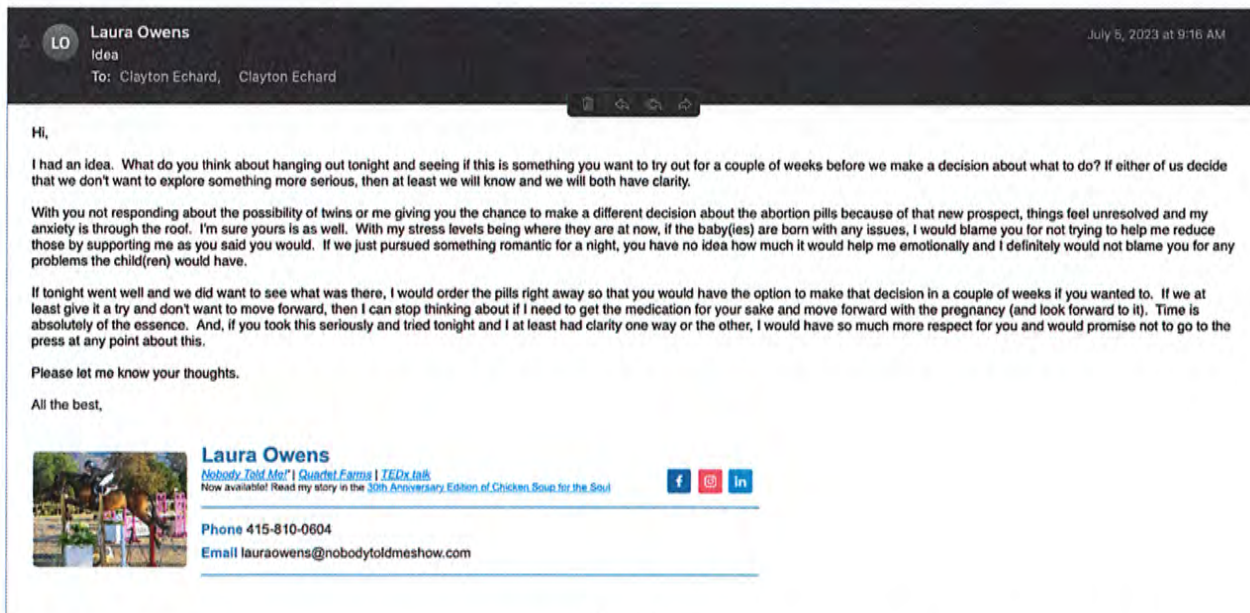 LO
Laura Owens
July 5, 2023 at 9:16 AM
Idea
To: Clayton Echard, Clayton Echard
Hi,
I had an idea. What do you think about hanging out tonight and seeing if this is something you want to try out for a couple of weeks before we make a decision about what to do? If either of us decide
that we don't want to explore something more serious, then at least we will know and we will both have clarity.
With you not responding about the possibility of twins or me giving you the chance to make a different decision about the abortion pills because of that new prospect, things feel unresolved and my
anxiety is through the roof. I'm sure yours is as well. With my stress levels being where they are at now, if the baby(ies) are born with any issues, I would blame you for not trying to help me reduce
those by supporting me as you said you would. If we just pursued something romantic for a night, you have no idea how much it would help me emotionally and I definitely would not blame you for any
problems the child(ren) would have.
If tonight went well and we did want to see what was there, I would order the pills right away so that you would have the option to make that decision in a couple of weeks if you wanted to. If we at
least give it a try and don't want to move forward, then I can stop thinking about if I need to get the medication for your sake and move forward with the pregnancy (and look forward to it). Time is
absolutely of the essence. And, if you took this seriously and tried tonight and I at least had clarity one way or the other, I would have so much more respect for you and would promise not to go to the
press at any point about this.
Please let me know your thoughts.
All the best,
Laura Owens
Nobody Told Me!* | Quartet Farms | TEDx talk
Now available! Read my story in the 30th Anniversary Edition of Chicken Soup for the Soul
Phone 415-810-0604
Email lauraowens@nobodytoldmeshow.com